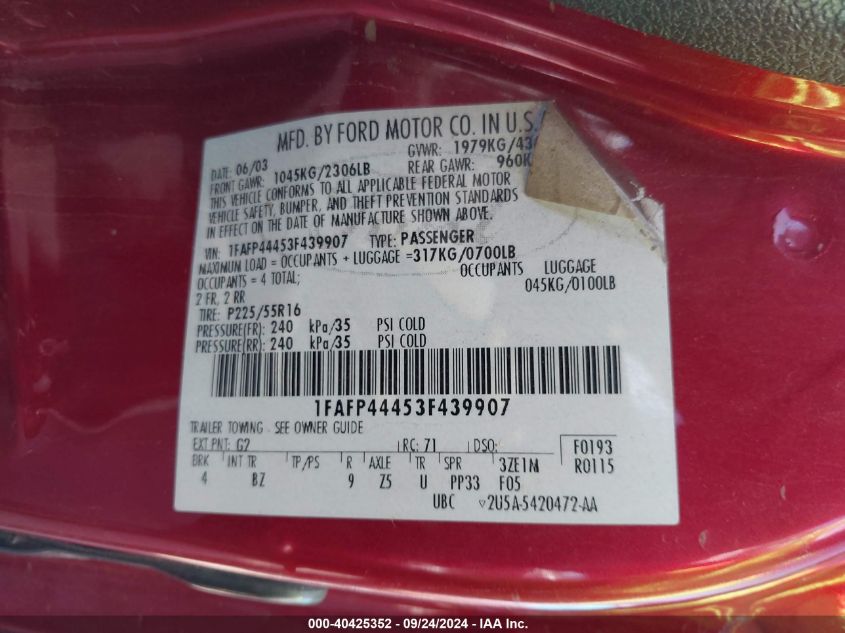 MFD. BY FORD MOTOR CO. IN U.S.
DATE: 06/03 GVWR: 1979KG/43
FRONT GAWR: 1045KG/2306LB REAR GAWR: 960K
THIS VEHICLE CONFORMS TO ALL APPLICABLE FEDERAL MOTOR
VEHICLE SAFETY, BUMPER, AND THEFT PREVENTION STANDARDS
IN EFFECT ON THE DATE OF MANUFACTURE SHOWN ABOVE.
VIN: 1FAFP44453F439907 TYPE: PASSENGER
MAXIMUM LOAD = OCCUPANTS + LUGGAGE =317KG/0700LB
OCCUPANTS = 4 TOTAL; OCCUPANTS LUGGAGE
2 FR, 2 RR 045KG/0100LB
TIRE: P225/55R16
PRESSURE(FR): 240 kPa/35 PSI COLD
PRESSURE(RR): 240 kPa/35 PSI COLD
1FAFP44453F439907
TRAILER TOWING - SEE OWNER GUIDE
EXT PNT: G2 RC: 71 DSO: F0193
BRK INT TR TP/PS R AXLE TR SPR 3ZE1M R0115
4 BZ 9 Z5 U PP33 F05
UBC ▽2U5A-5420472-AA
000-40425352 - 09/24/2024 - IAA Inc.